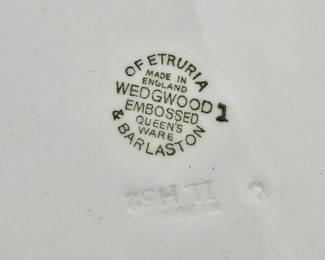 OF ETRURIA
MADE IN
ENGLAND
WEDGWOOD 1
EMBOSSED
QUEEN'S
WARE
& BARLASTON